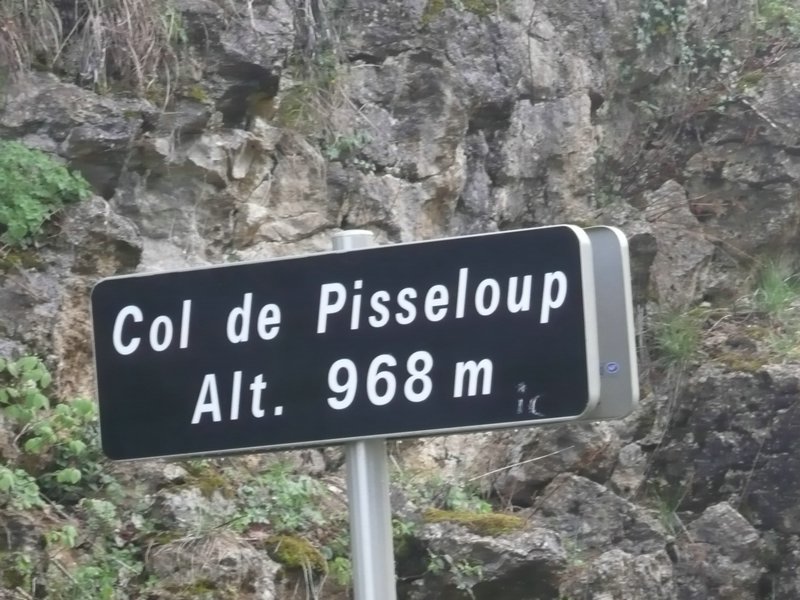 Col de Pisseloup
Alt. 968 m